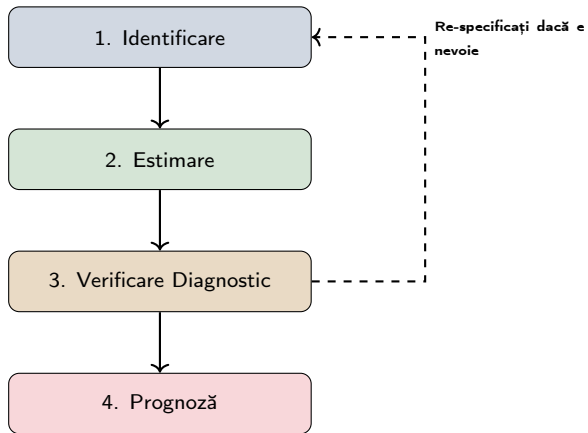 1. Identificare
Re-specificați dacă e
nevoie
2. Estimare
3. Verificare Diagnostic
4. Prognoză